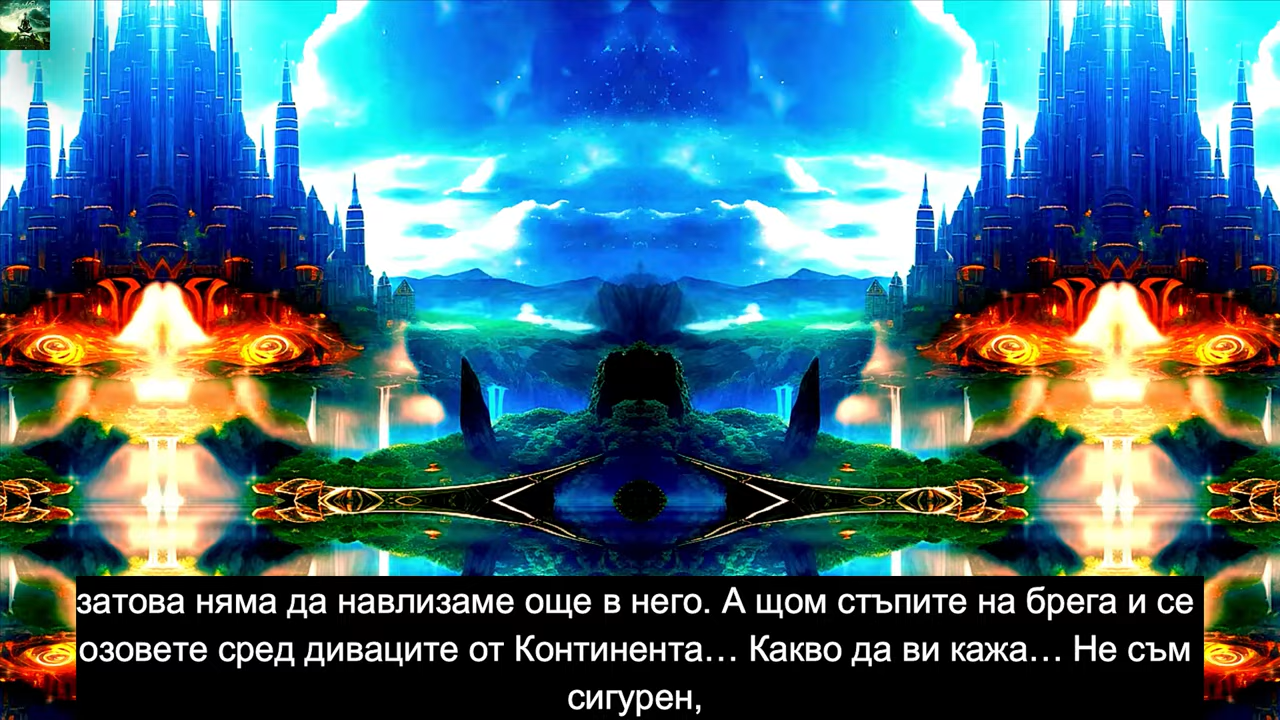 затова няма да навлизаме още в него. А щом стъпите на брега и се
озовете сред диваците от Континента… Какво да ви кажа… Не съм
сигурен,